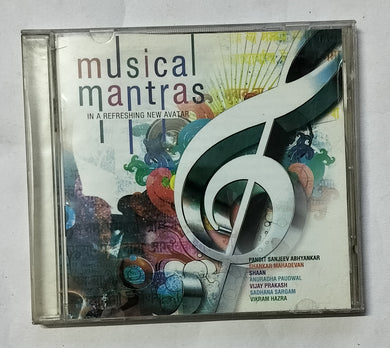 musical
mantras
IN A REFRESHING NEW AVATAR
PANDIT SANJEEV ABHYANKAR
SHANKAR MAHADEVAN
SHAAN
ANURADHA PAUDWAL
VIJAY PRAKASH
SADHANA SARGAM
VIKRAM HAZRA